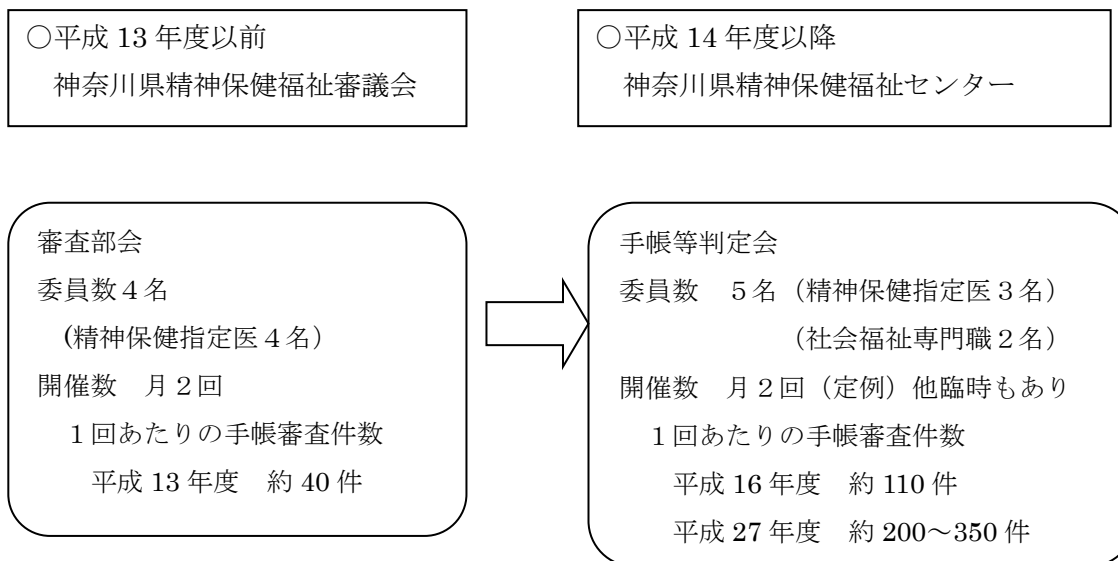 ○平成 13 年度以前
神奈川県精神保健福祉審議会
○平成 14 年度以降
神奈川県精神保健福祉センター
審査部会
委員数４名
(精神保健指定医４名）
開催数　月２回
１回あたりの手帳審査件数
平成 13 年度　約 40 件
手帳等判定会
委員数　５名（精神保健指定医３名）
（社会福祉専門職２名）
開催数　月２回（定例）他臨時もあり
１回あたりの手帳審査件数
平成 16 年度　約 110 件
平成 27 年度　約 200～350 件